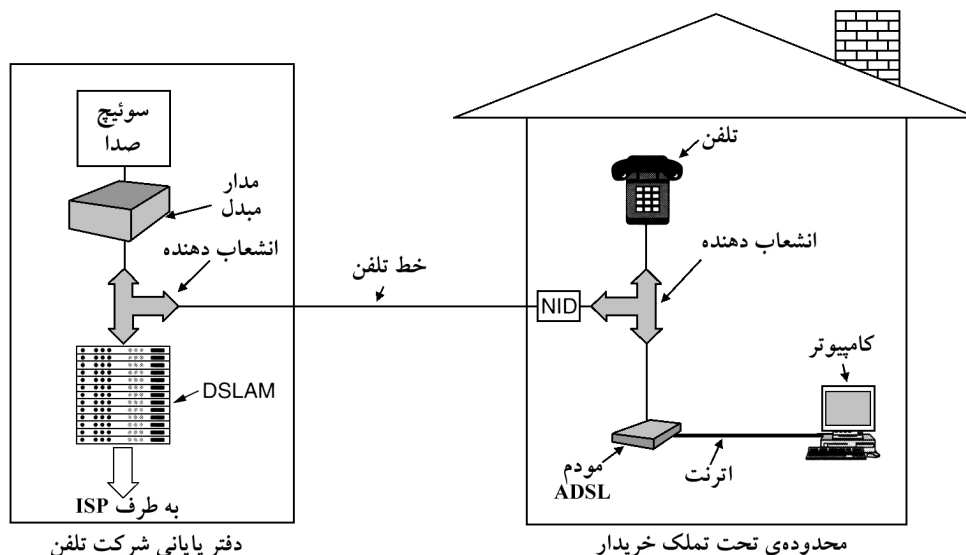 سوئیچ
صدا
مدار
مبدل
انشعاب دهنده
DSLAM
به طرف ISP
دفتر پایانی شرکت تلفن
خط تلفن
NID
تلفن
انشعاب دهنده
کامپیوتر
اترنت
مودم
ADSL
محدوده‌ی تحت تملک خریدار